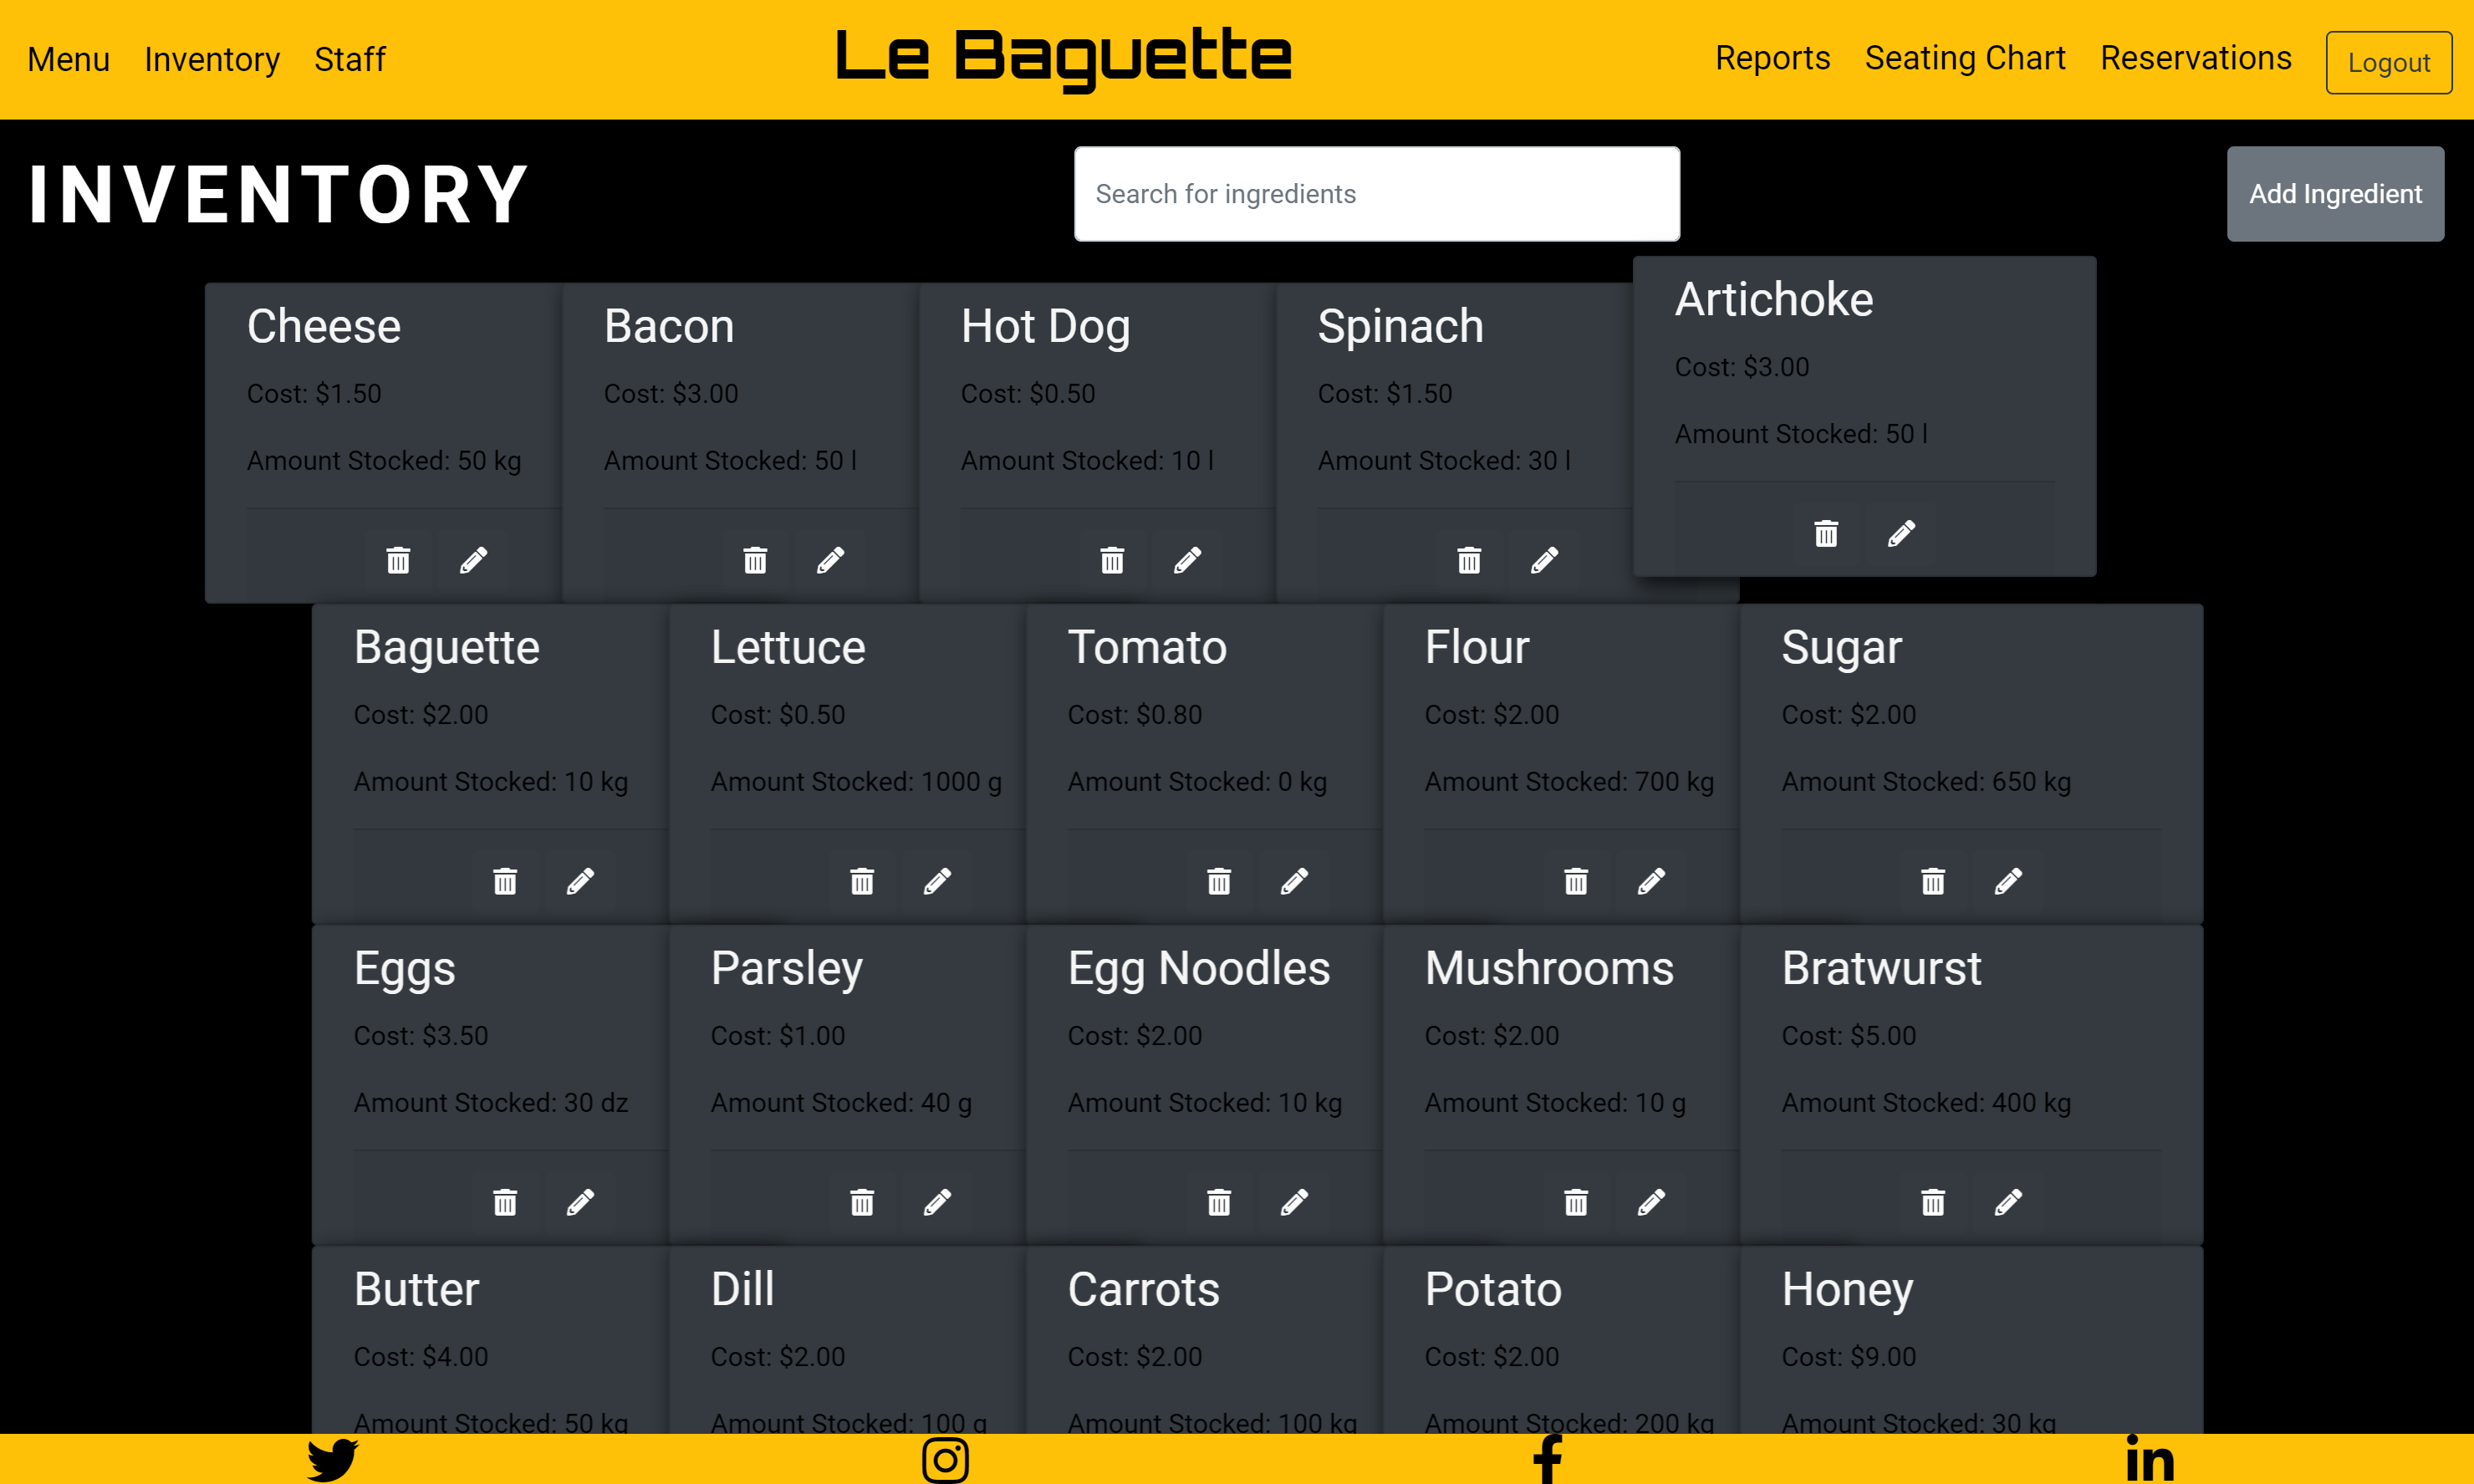 Menu Inventory Staff
Le Baguette
Reports Seating Chart Reservations Logout
INVENTORY
Search for ingredients
Add Ingredient
Cheese
Cost: $1.50
Amount Stocked: 50 kg
Bacon
Cost: $3.00
Amount Stocked: 50 l
Hot Dog
Cost: $0.50
Amount Stocked: 10 l
Spinach
Cost: $1.50
Amount Stocked: 30 l
Artichoke
Cost: $3.00
Amount Stocked: 50 l
Baguette
Cost: $2.00
Amount Stocked: 10 kg
Lettuce
Cost: $0.50
Amount Stocked: 1000 g
Tomato
Cost: $0.80
Amount Stocked: 0 kg
Flour
Cost: $2.00
Amount Stocked: 700 kg
Sugar
Cost: $2.00
Amount Stocked: 650 kg
Eggs
Cost: $3.50
Amount Stocked: 30 dz
Parsley
Cost: $1.00
Amount Stocked: 40 g
Egg Noodles
Cost: $2.00
Amount Stocked: 10 kg
Mushrooms
Cost: $2.00
Amount Stocked: 10 g
Bratwurst
Cost: $5.00
Amount Stocked: 400 kg
Butter
Cost: $4.00
Amount Stocked: 50 kg
Dill
Cost: $2.00
Amount Stocked: 100 g
Carrots
Cost: $2.00
Amount Stocked: 100 kg
Potato
Cost: $2.00
Amount Stocked: 200 kg
Honey
Cost: $9.00
Amount Stocked: 30 kg